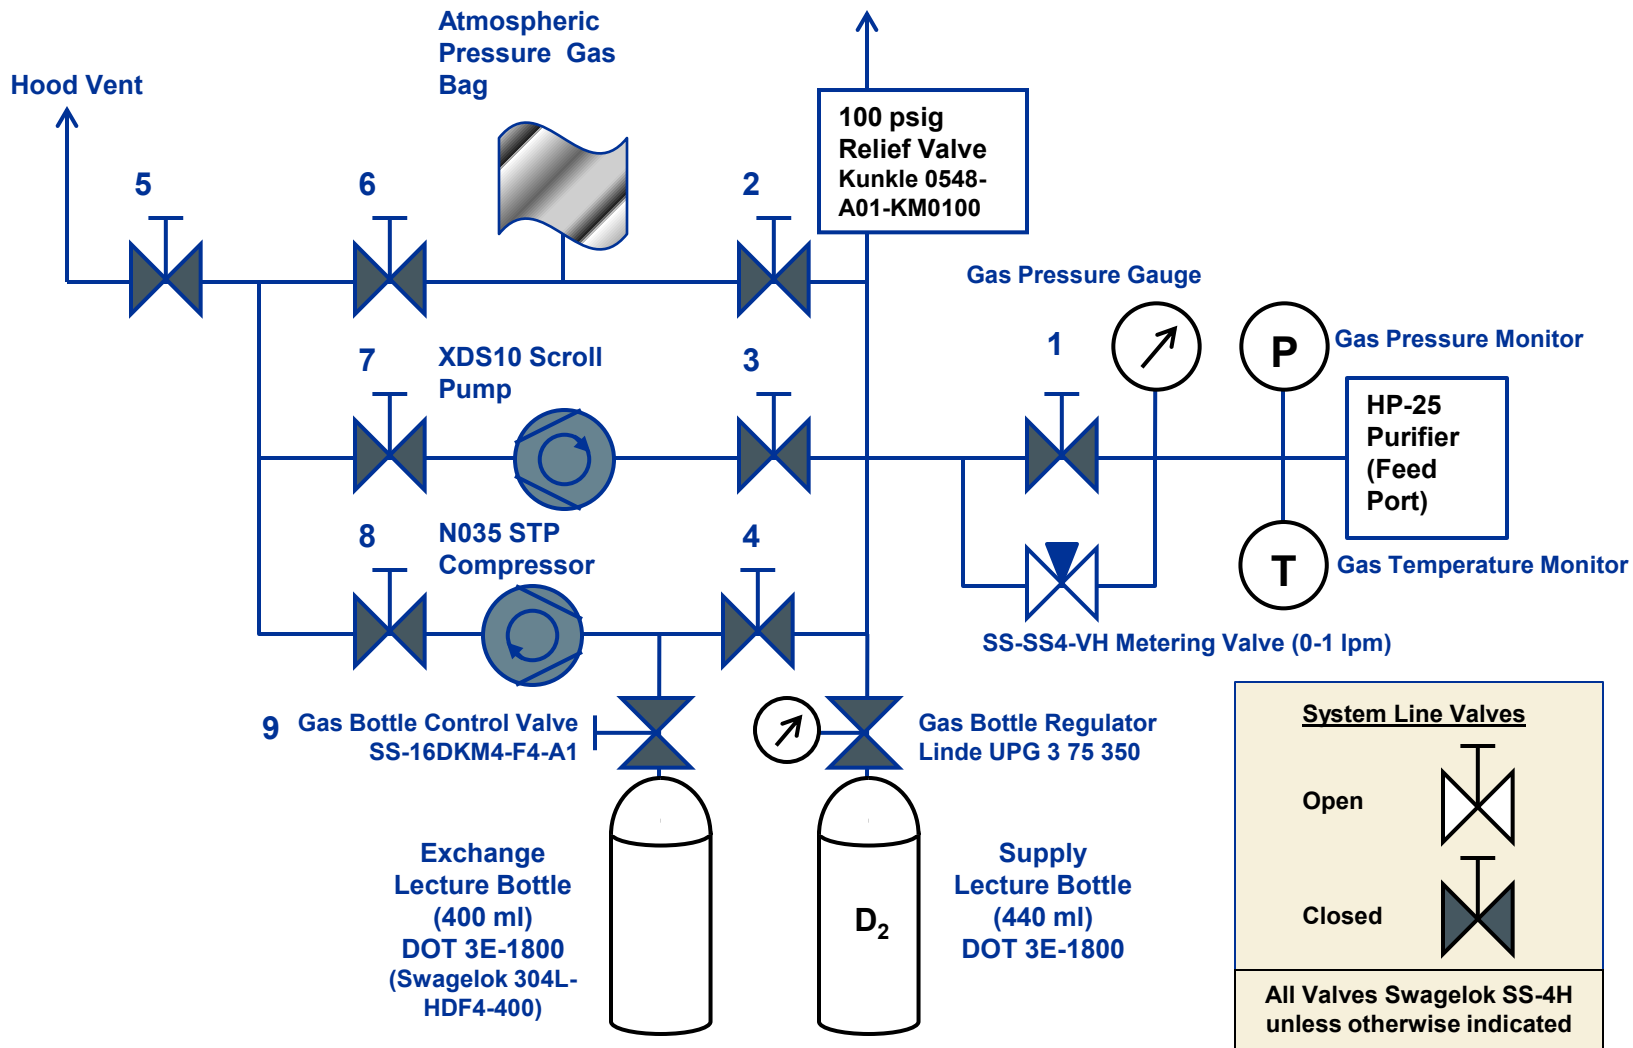 Atmospheric
Pressure Gas
Bag
Hood Vent
100 psig
Relief Valve
Kunkle 0548-
A01-KM0100
5
6
2
Gas Pressure Gauge
1
P
Gas Pressure Monitor
7
XDS10 Scroll
Pump
3
HP-25
Purifier
(Feed
Port)
8
N035 STP
Compressor
4
T
Gas Temperature Monitor
SS-SS4-VH Metering Valve (0-1 lpm)
9
Gas Bottle Control Valve
SS-16DKM4-F4-A1
Gas Bottle Regulator
Linde UPG 3 75 350
Exchange
Lecture Bottle
(400 ml)
DOT 3E-1800
(Swagelok 304L-
HDF4-400)
D₂
Supply
Lecture Bottle
(440 ml)
DOT 3E-1800
System Line Valves
Open
Closed
All Valves Swagelok SS-4H
unless otherwise indicated